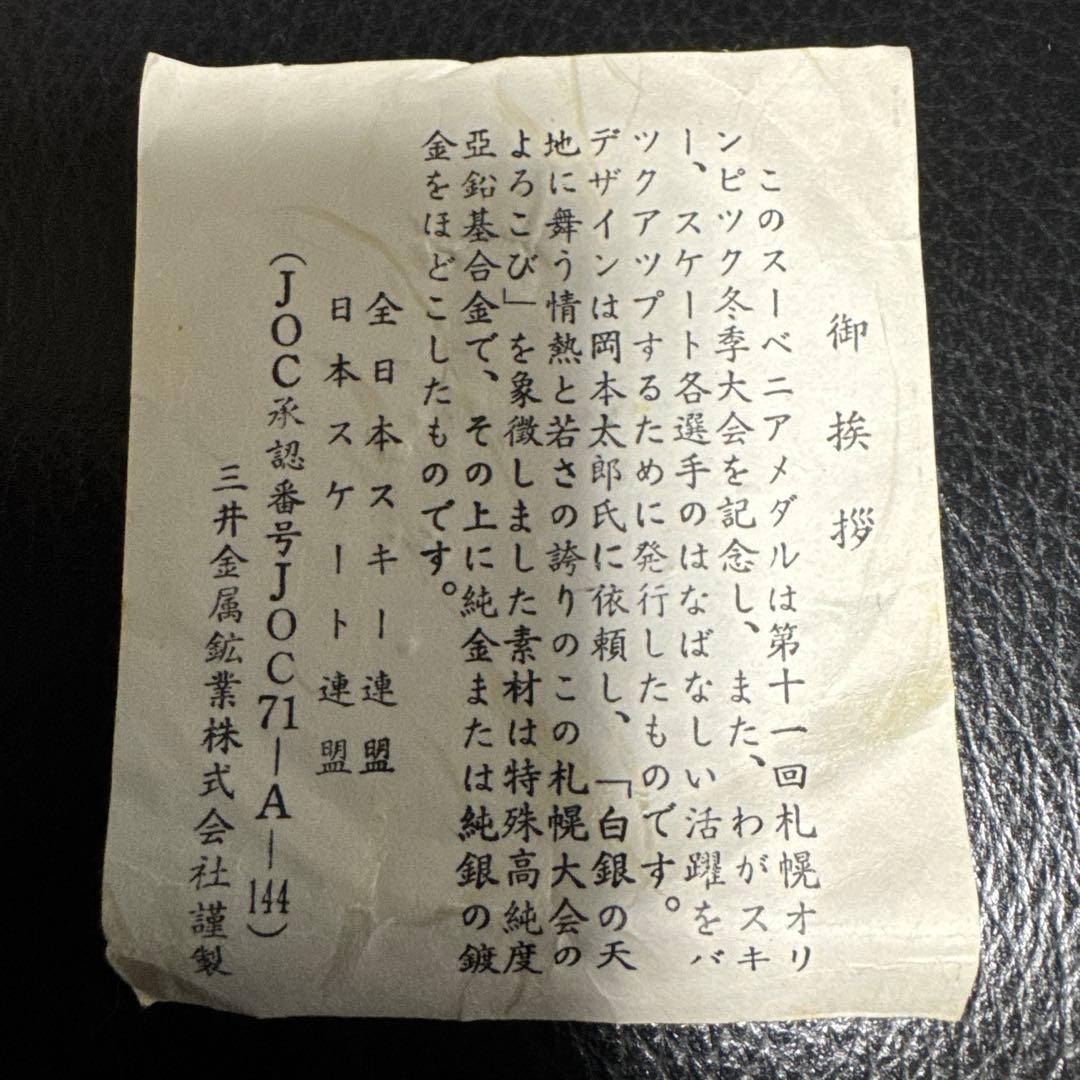 御挨拶
このスーベニアメダルは第十一回札幌オリ
ンピック冬季大会を記念し、また、わがスキ
ー、スケート各選手のはなばなしい活躍をバ
ツクアツプするために発行したものです。
デザインは岡本太郎氏に依頼し、「白銀の天
地に舞う情熱と若さの誇りのこの札幌大会の
よろこび」を象徴しました素材は特殊高純度
亞鉛基合金で、その上に純金または純銀の鍍
金をほどこしたものです。
全日本スキー連盟
日本スケート連盟
(JOC承認番号JOC71-A-144)
三井金属鉱業株式会社謹製